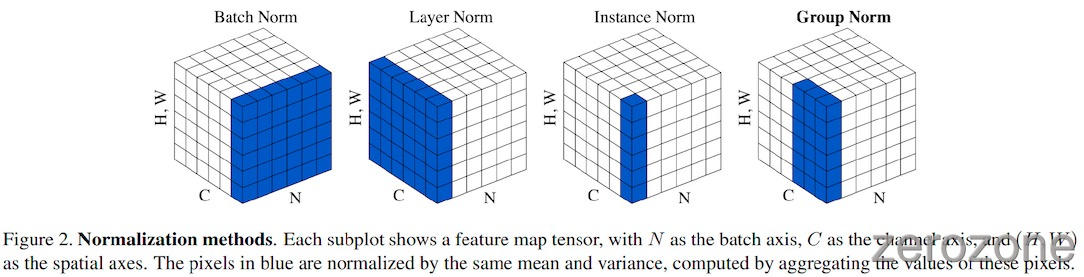 Batch Norm
Layer Norm
Instance Norm
Group Norm
H, W
H, W
H, W
H, W
C
N
C
N
C
N
C
N
Figure 2. Normalization methods. Each subplot shows a feature map tensor, with N as the batch axis, C as the channel axis, and (H, W)
as the spatial axes. The pixels in blue are normalized by the same mean and variance, computed by aggregating the values of these pixels.
zerozone